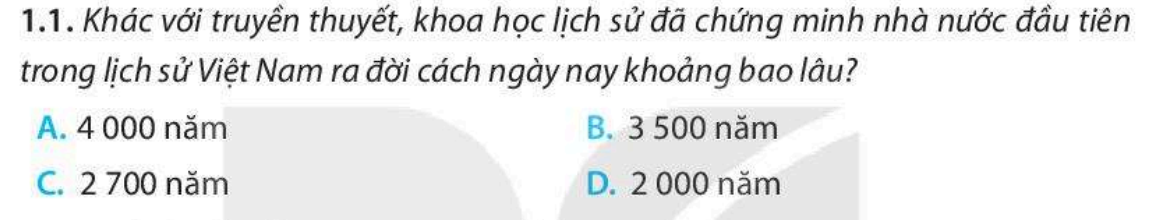 1.1. Khác với truyền thuyết, khoa học lịch sử đã chứng minh nhà nước đầu tiên
trong lịch sử Việt Nam ra đời cách ngày nay khoảng bao lâu?
A. 4 000 năm B. 3 500 năm
C. 2 700 năm D. 2 000 năm